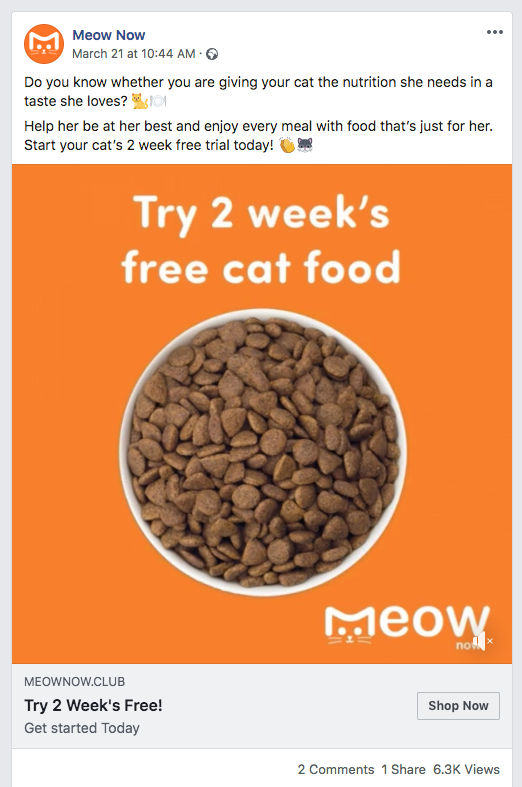 Meow Now
March 21 at 10:44 AM ·
Do you know whether you are giving your cat the nutrition she needs in a
taste she loves? 🐈🍽️
Help her be at her best and enjoy every meal with food that’s just for her.
Start your cat’s 2 week free trial today! 👏🐱
Try 2 week’s
free cat food
meow
now
MEOWNOW.CLUB
Try 2 Week's Free!
Get started Today
Shop Now
2 Comments 1 Share 6.3K Views